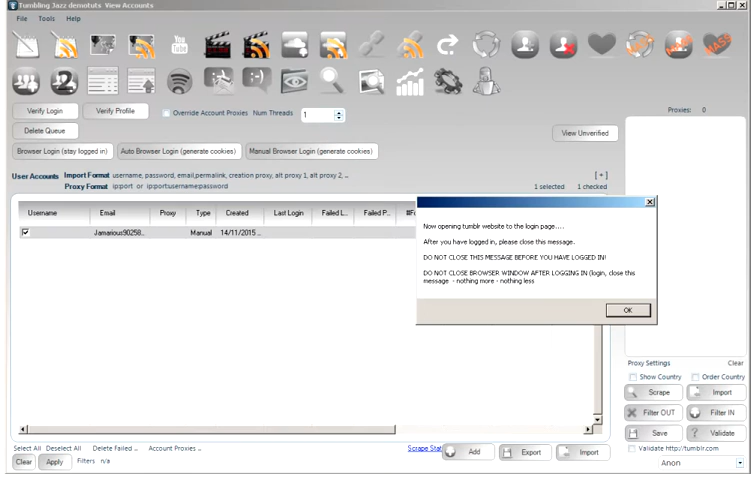 Tumbling Jazz demotuts View Accounts
File Tools Help
You
Tube
MASS
Verify Login Verify Profile Override Account Proxies Num Threads 1 Proxies: 0
Delete Queue View Unverified
Browser Login (stay logged in) Auto Browser Login (generate cookies) Manual Browser Login (generate cookies)
User Accounts Import Format username, password, email,permalink, creation proxy, alt proxy 1, alt proxy 2, ... [ + ]
Proxy Format ip:port or ip:port:username:password 1 selected 1 checked
Username Email Proxy Type Created Last Login Failed L... Failed P...
Jamarious90258... Manual 14/11/2015 ...
Now opening tumblr website to the login page....
After you have logged in, please close this message.
DO NOT CLOSE THIS MESSAGE BEFORE YOU HAVE LOGGED IN!
DO NOT CLOSE BROWSER WINDOW AFTER LOGGING IN (login, close this
message - nothing more - nothing less
OK
Proxy Settings Clear
Show Country Order Country
Scrape Import
Filter OUT Filter IN
Save Validate
Validate http://tumblr.com
Anon
Select All Deselect All Delete Failed ... Account Proxies ... Scrape Stat Add Export Import
Clear Apply Filters n/a